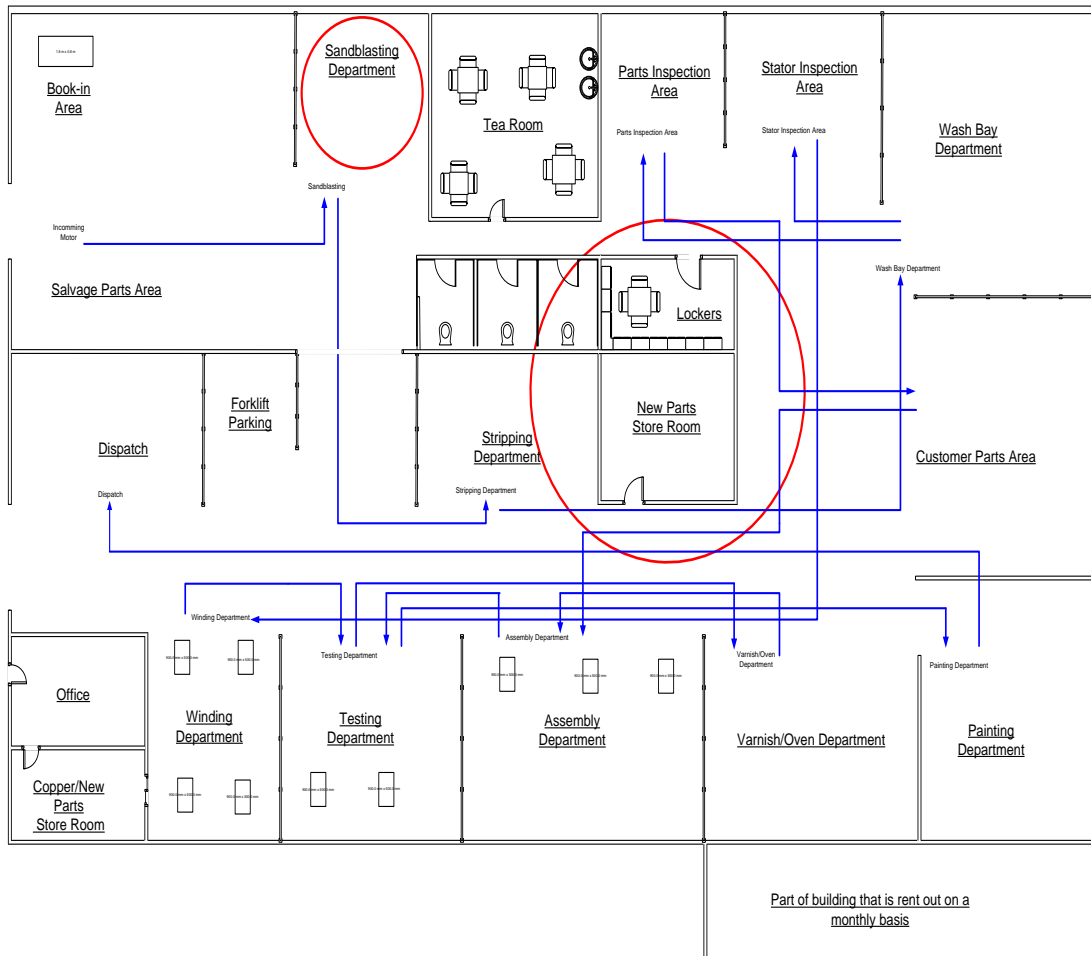 Book-in
Area
Sandblasting
Department
Tea Room
Parts Inspection
Area
Stator Inspection
Area
Wash Bay
Department
Parts Inspection Area
Stator Inspection Area
Sandblasting
Incomming
Motor
Salvage Parts Area
Lockers
Wash Bay Department
Forklift
Parking
Dispatch
Stripping
Department
New Parts
Store Room
Customer Parts Area
Dispatch
Stripping Department
Winding Department
Testing Department
Assembly Department
Varnish/Oven
Department
Painting Department
Office
Winding
Department
Testing
Department
Assembly
Department
Varnish/Oven Department
Painting
Department
Copper/New
Parts
Store Room
Part of building that is rent out on a
monthly basis